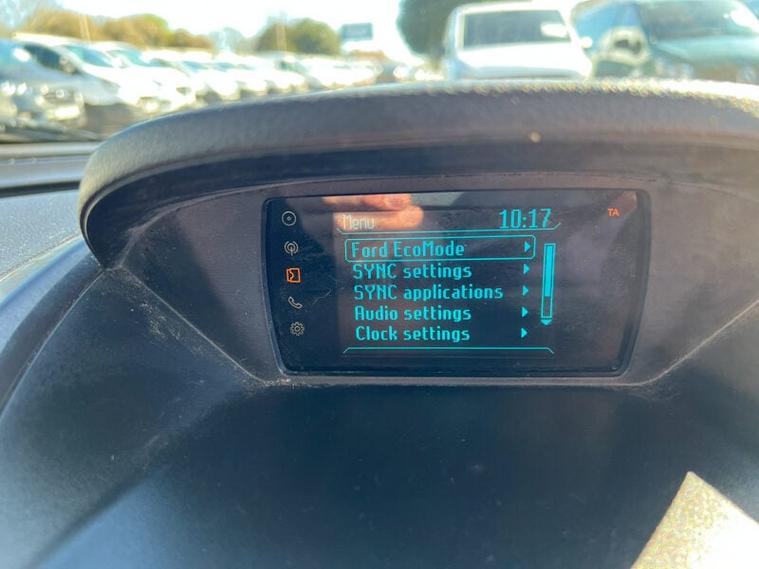 Menu 10:17 TA
Ford EcoMode
SYNC settings
SYNC applications
Audio settings
Clock settings